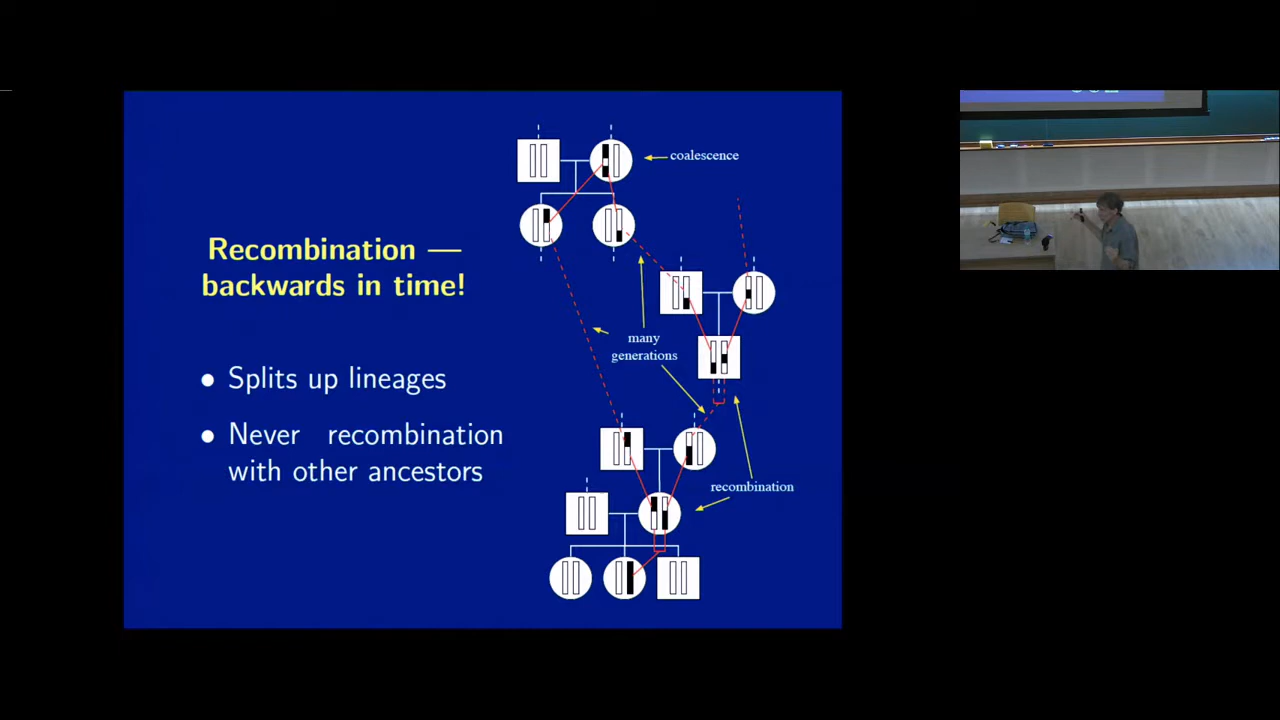 Recombination —
backwards in time!
• Splits up lineages
• Never recombination
with other ancestors
coalescence
many
generations
recombination